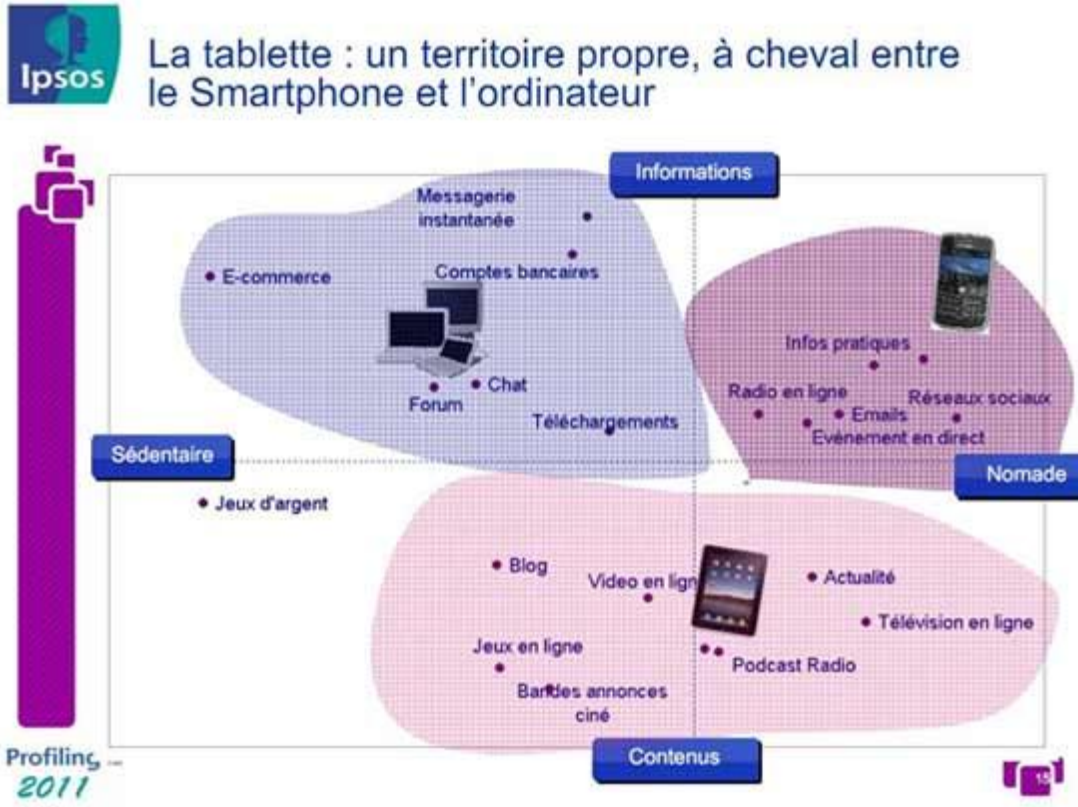 Ipsos
La tablette : un territoire propre, à cheval entre
le Smartphone et l'ordinateur
Informations
Messagerie
instantanée
E-commerce
Comptes bancaires
Infos pratiques
Chat
Forum
Radio en ligne
Réseaux sociaux
Emails
Téléchargements
Evénement en direct
Sédentaire
Nomade
Jeux d'argent
Blog
Video en lign
Actualité
Télévision en ligne
Jeux en ligne
Podcast Radio
Bandes annonces
ciné
Contenus
Profiling
2011